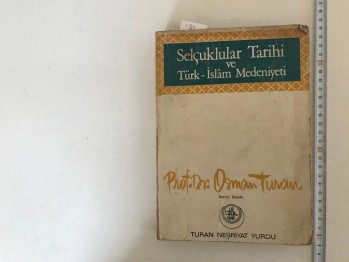 Selçuklular Tarihi
ve
Türk - İslâm Medeniyeti
Prof. Dr. Osman Turan
TURAN NEŞRİYAT YURDU